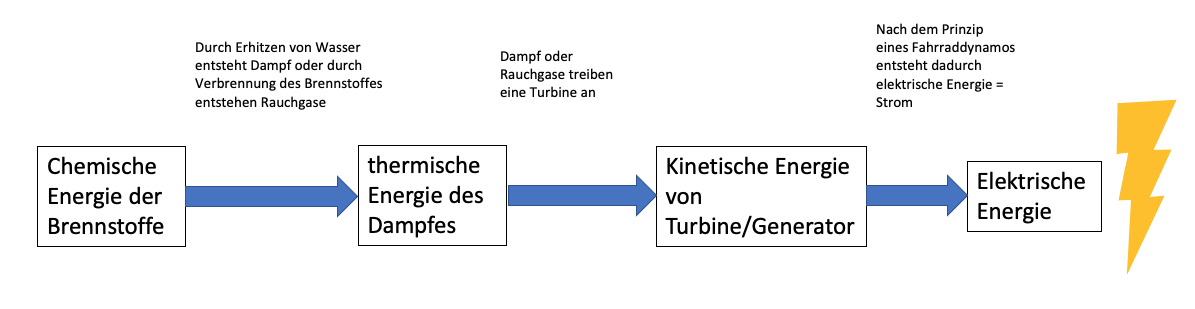 Durch Erhitzen von Wasser
entsteht Dampf oder durch
Verbrennung des Brennstoffes
entstehen Rauchgase
Dampf oder
Rauchgase treiben
eine Turbine an
Nach dem Prinzip
eines Fahrraddynamos
entsteht dadurch
elektrische Energie =
Strom
Chemische
Energie der
Brennstoffe
thermische
Energie des
Dampfes
Kinetische Energie
von
Turbine/Generator
Elektrische
Energie